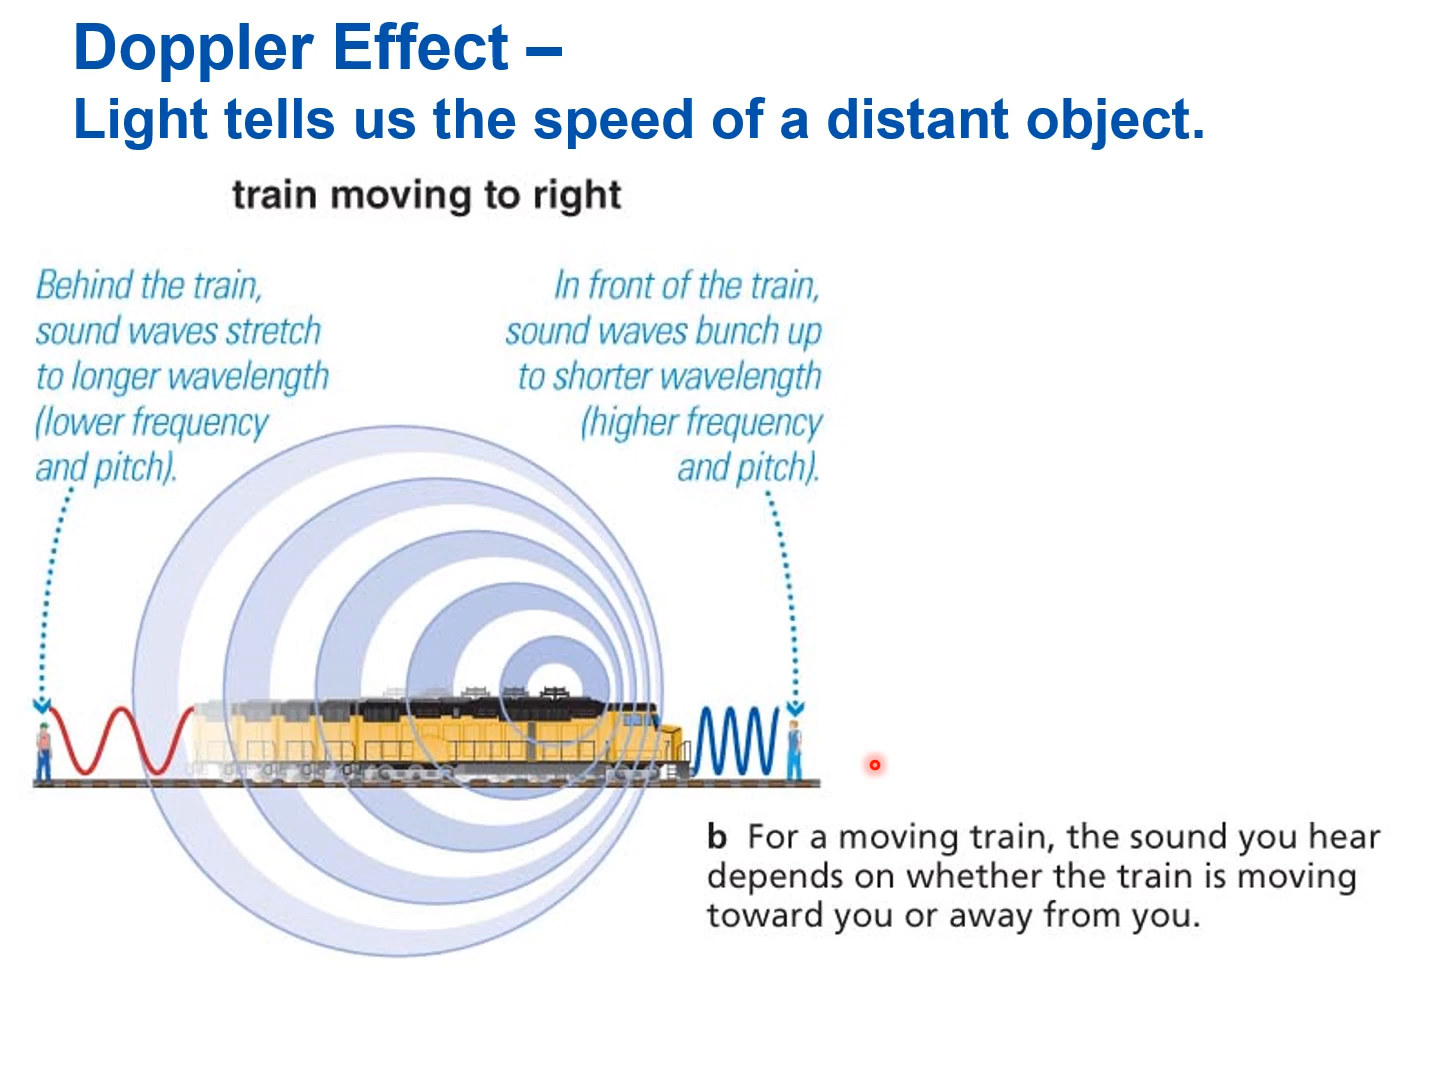 Doppler Effect –
Light tells us the speed of a distant object.
train moving to right
Behind the train,
sound waves stretch
to longer wavelength
(lower frequency
and pitch).
In front of the train,
sound waves bunch up
to shorter wavelength
(higher frequency
and pitch).
b For a moving train, the sound you hear
depends on whether the train is moving
toward you or away from you.